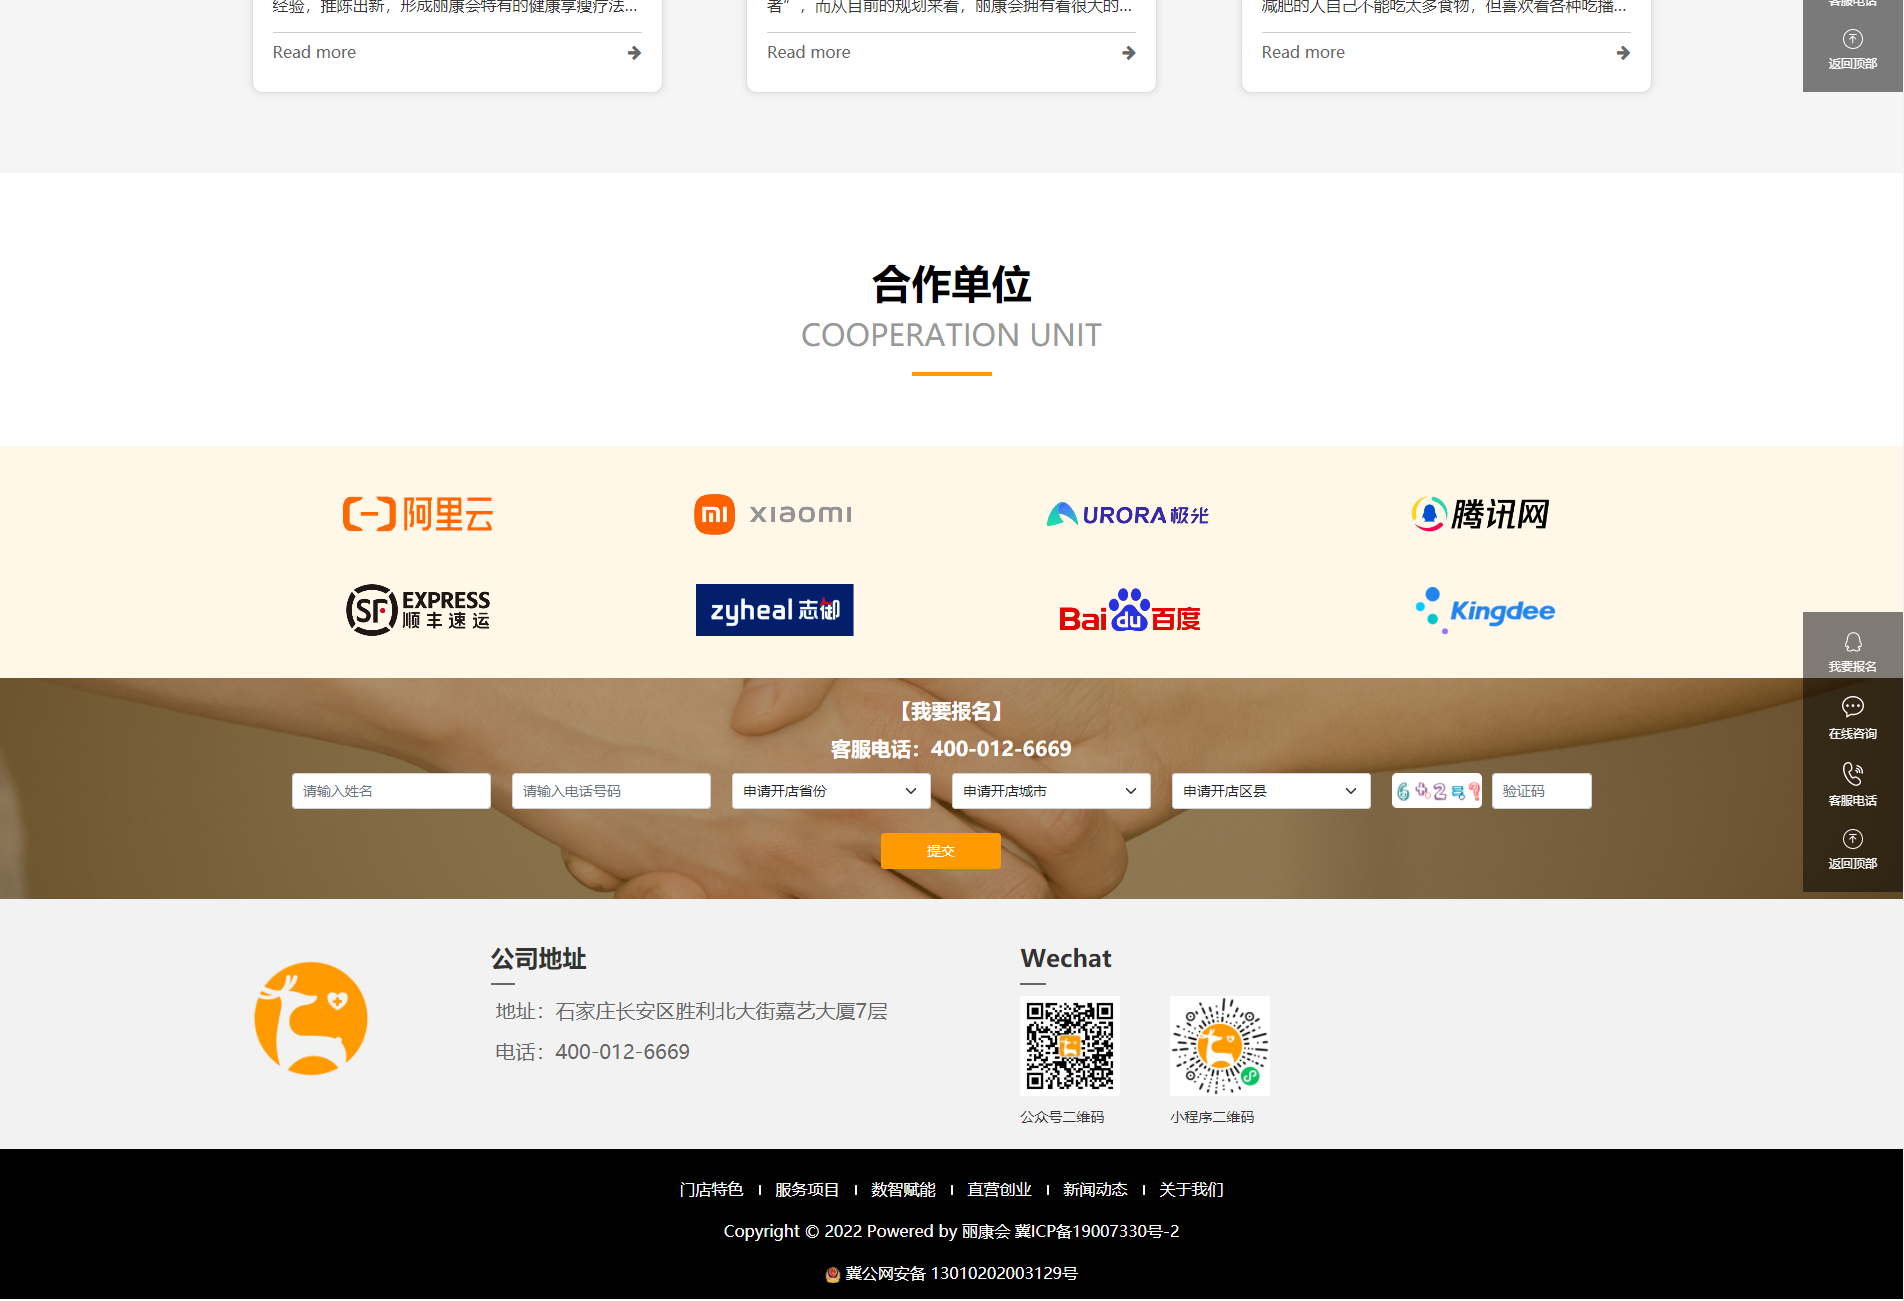 经验，推陈出新，形成丽康会特有的健康享瘦疗法...
者”，而从目前的规划来看，丽康会拥有着很大的...
减肥的人自己不能吃太多食物，但喜欢看各种吃播...
客服电话
Read more
Read more
Read more
返回顶部
合作单位
COOPERATION UNIT
阿里云
xiaomi
URORA极光
腾讯网
SF EXPRESS
顺丰速运
zyheal 志御
Bai du 百度
Kingdee
我要报名
在线咨询
客服电话
返回顶部
【我要报名】
客服电话：400-012-6669
请输入姓名
请输入电话号码
申请开店省份
申请开店城市
申请开店区县
验证码
提交
公司地址
地址：石家庄长安区胜利北大街嘉艺大厦7层
电话：400-012-6669
Wechat
公众号二维码
小程序二维码
门店特色 | 服务项目 | 数智赋能 | 直营创业 | 新闻动态 | 关于我们
Copyright © 2022 Powered by 丽康会 冀ICP备19007330号-2
冀公网安备 13010202003129号